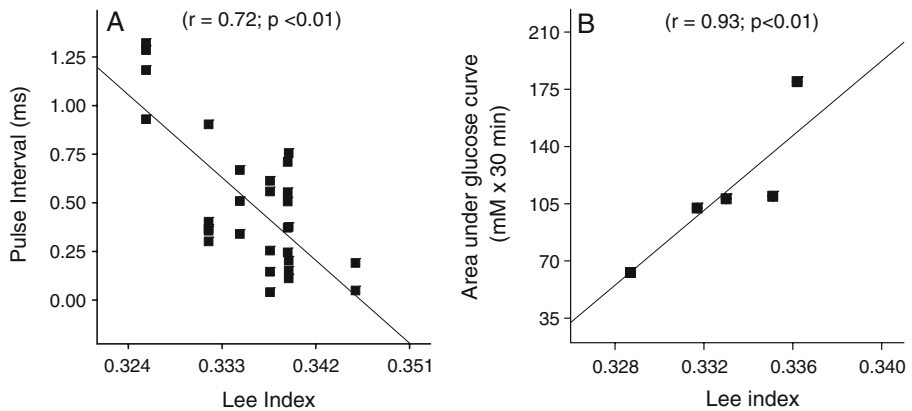 A
(r = 0.72; p <0.01)
Pulse Interval (ms)
1.25
1.00
0.75
0.50
0.25
0.00
0.324
0.333
0.342
0.351
Lee Index
B
(r = 0.93; p<0.01)
Area under glucose curve
(mM x 30 min)
210
175
140
105
70
35
0.328
0.332
0.336
0.340
Lee index